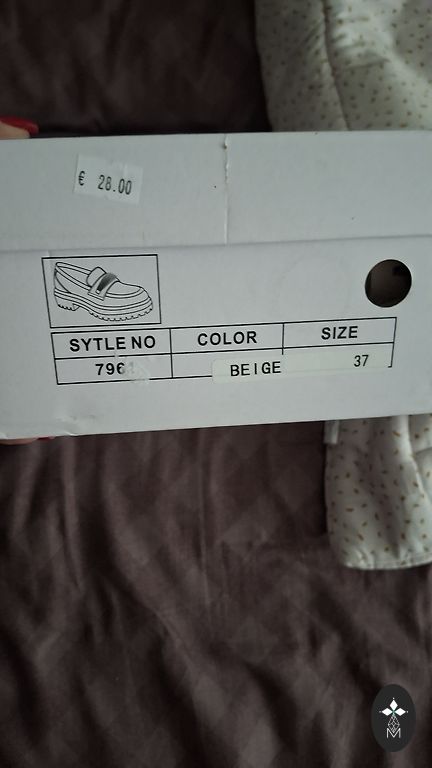 € 28.00
SYTLE NO COLOR SIZE
BEIGE 37
M